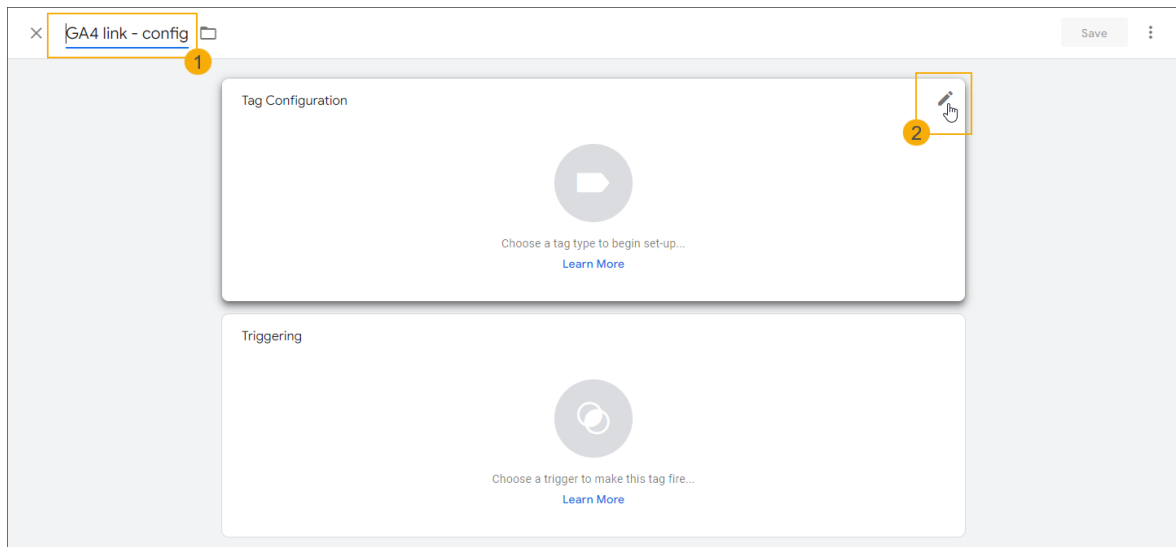 GA4 link - config
Save
1
Tag Configuration
2
Choose a tag type to begin set-up...
Learn More
Triggering
Choose a trigger to make this tag fire...
Learn More